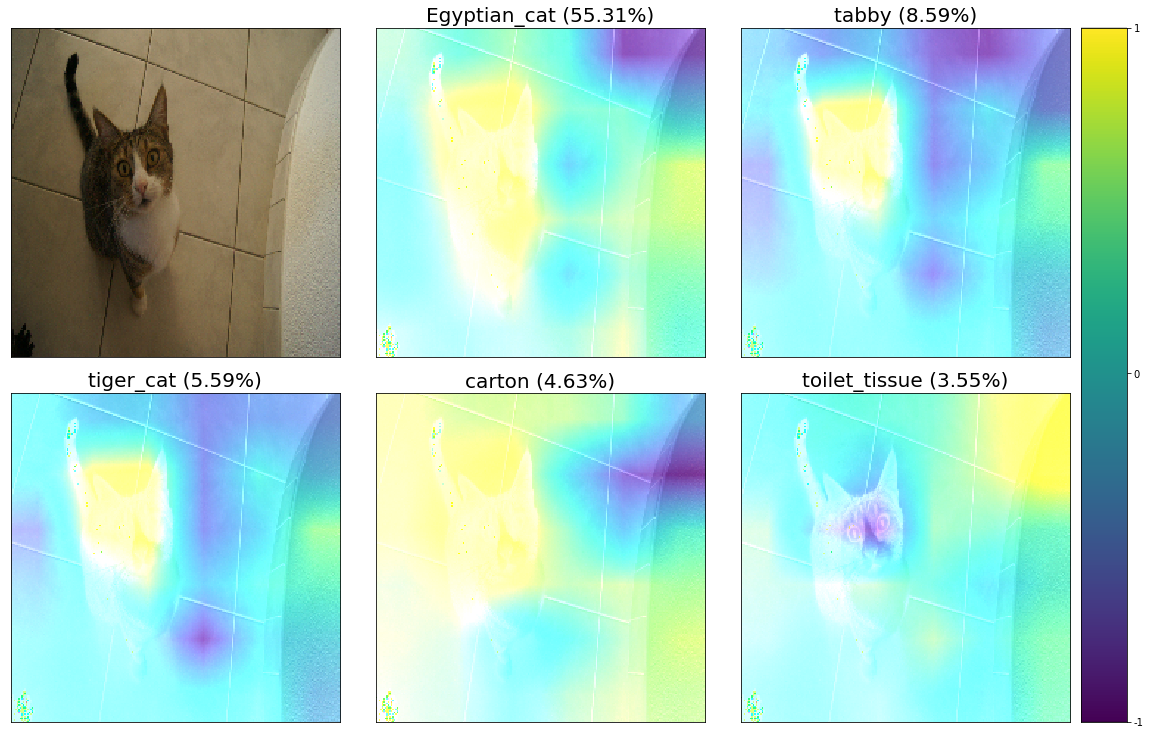 Egyptian_cat (55.31%)
tabby (8.59%)
1
0
-1
tiger_cat (5.59%)
carton (4.63%)
toilet_tissue (3.55%)